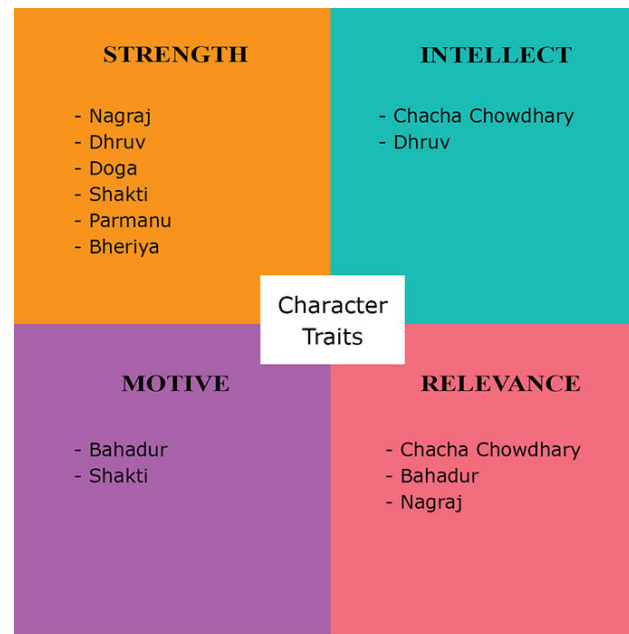 STRENGTH
- Nagraj
- Dhruv
- Doga
- Shakti
- Parmanu
- Bheriya
INTELLECT
- Chacha Chowdhary
- Dhruv
Character
Traits
MOTIVE
- Bahadur
- Shakti
RELEVANCE
- Chacha Chowdhary
- Bahadur
- Nagraj